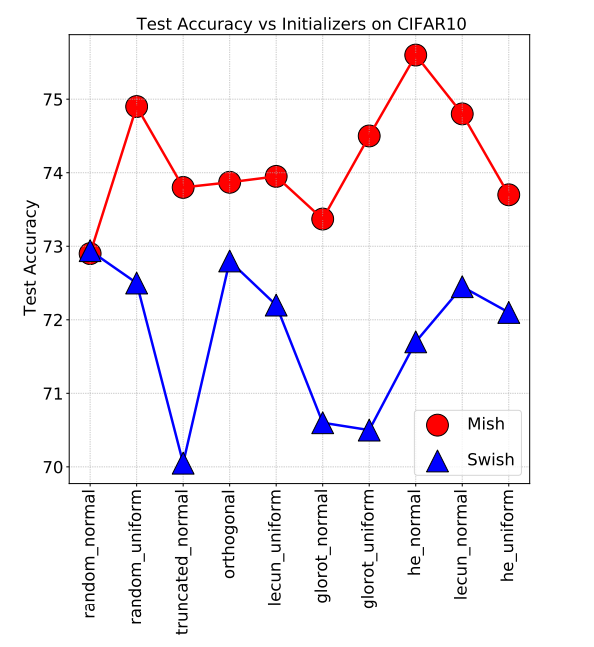 Test Accuracy vs Initializers on CIFAR10
Test Accuracy
75
74
73
72
71
70
Mish
Swish
random_normal
random_uniform
truncated_normal
orthogonal
lecun_uniform
glorot_normal
glorot_uniform
he_normal
lecun_normal
he_uniform